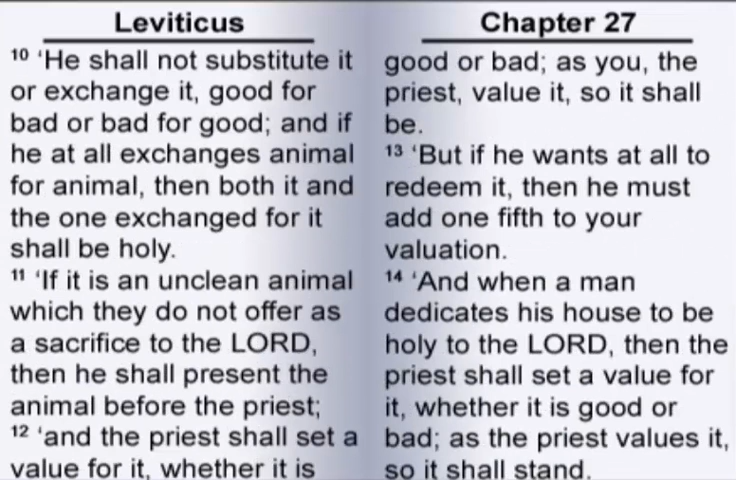 Leviticus
10 ‘He shall not substitute it
or exchange it, good for
bad or bad for good; and if
he at all exchanges animal
for animal, then both it and
the one exchanged for it
shall be holy.
11 ‘If it is an unclean animal
which they do not offer as
a sacrifice to the LORD,
then he shall present the
animal before the priest;
12 ‘and the priest shall set a
value for it, whether it is
Chapter 27
good or bad; as you, the
priest, value it, so it shall
be.
13 ‘But if he wants at all to
redeem it, then he must
add one fifth to your
valuation.
14 ‘And when a man
dedicates his house to be
holy to the LORD, then the
priest shall set a value for
it, whether it is good or
bad; as the priest values it,
so it shall stand.